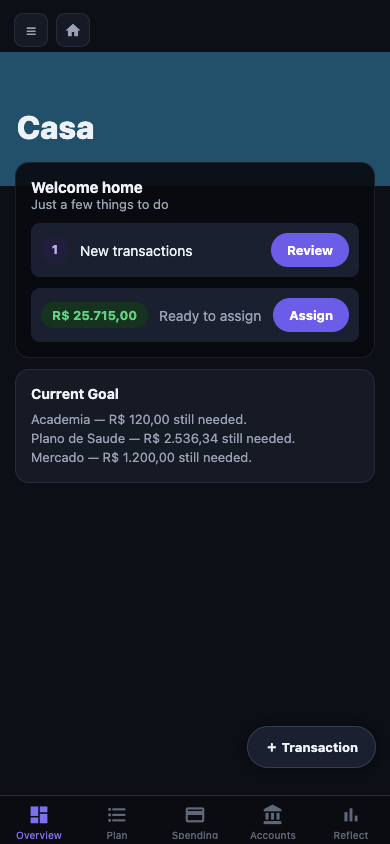 Casa
Welcome home
Just a few things to do
1 New transactions Review
R$ 25.715,00 Ready to assign Assign
Current Goal
Academia — R$ 120,00 still needed.
Plano de Saude — R$ 2.536,34 still needed.
Mercado — R$ 1.200,00 still needed.
+ Transaction
Overview Plan Spending Accounts Reflect